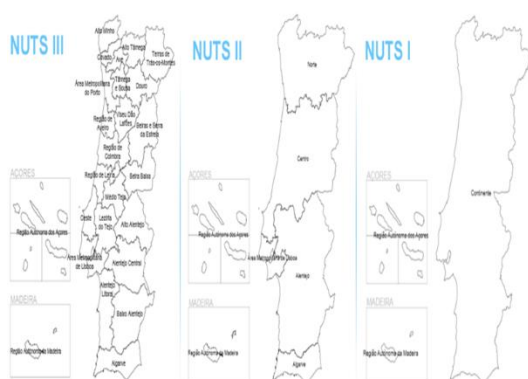 NUTS III
Alto Minho
Alto Tâmega
Terras de
Trás-os-Montes
Cávado
Ave
Tâmega
e Sousa
Douro
Área Metropolitana
do Porto
Região de
Aveiro
Viseu Dão
Lafões
Beiras e Serra
da Estrela
Região de
Coimbra
Região de Leiria
Beira Baixa
Médio Tejo
Oeste
Lezíria
do Tejo
Alto Alentejo
Área Metropolitana
de Lisboa
Alentejo Central
Alentejo
Litoral
Baixo Alentejo
Algarve
AÇORES
Região Autónoma dos Açores
MADEIRA
Região Autónoma da Madeira
NUTS II
Norte
Centro
Área Metropolitana de Lisboa
Alentejo
Algarve
AÇORES
Região Autónoma dos Açores
MADEIRA
Região Autónoma da Madeira
NUTS I
Continente
AÇORES
Região Autónoma dos Açores
MADEIRA
Região Autónoma da Madeira